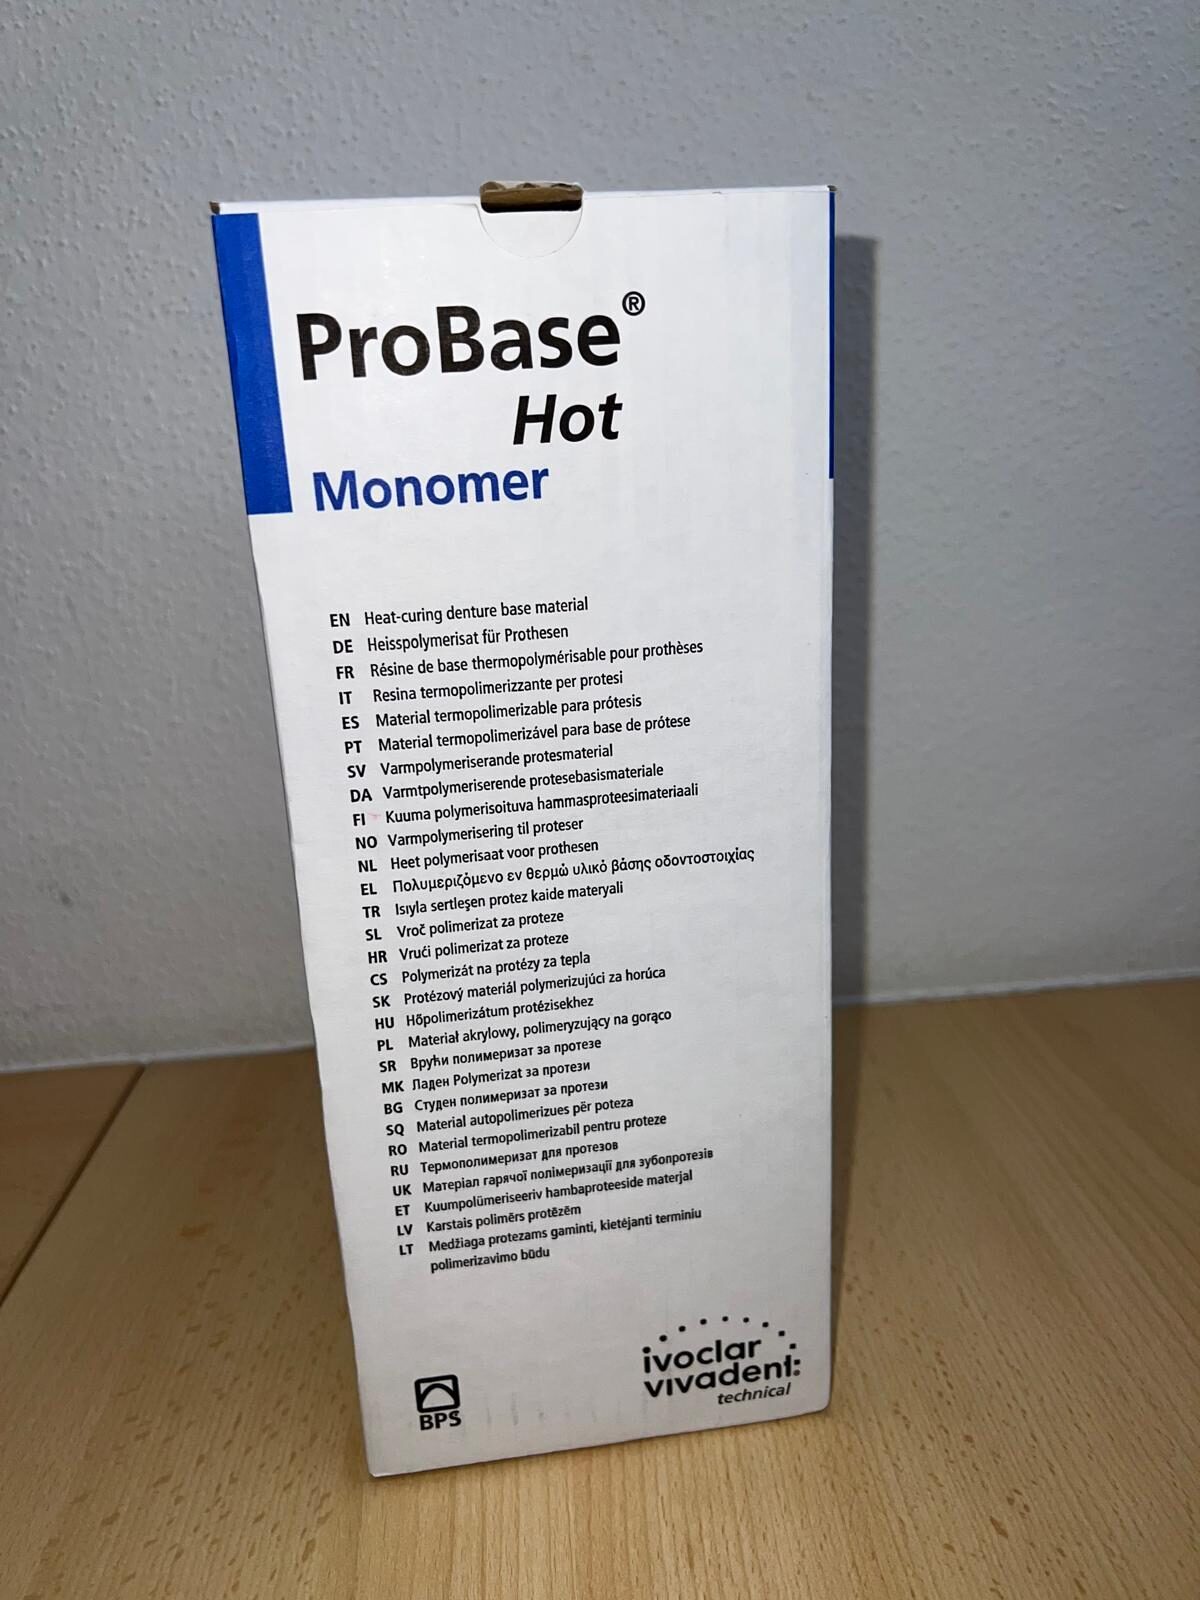 ProBase®
Hot
Monomer
EN Heat-curing denture base material
DE Heisspolymerisat für Prothesen
FR Résine de base thermopolymérisable pour prothèses
IT Resina termopolimerizzante per protesi
ES Material termopolimerizable para prótesis
PT Material termopolimerizável para base de prótese
SV Varmpolymeriserande protesmaterial
DA Varmtpolymeriserende protesebasismateriale
FI Kuuma polymerisoituva hammasproteesimateriaali
NO Varmpolymerisering til proteser
NL Heet polymerisaat voor prothesen
EL Πολυμεριζόμενο εν θερμώ υλικό βάσης οδοντοστοιχίας
TR Isıyla sertleşen protez kaide materyali
SL Vroč polimerizat za proteze
HR Vrući polimerizat za proteze
CS Polymerizát na protézy za tepla
SK Protézový materiál polymerizujúci za horúca
HU Hőpolimerizátum protézisekhez
PL Materiał akrylowy, polimeryzujący na gorąco
SR Врући полимеризат за протезе
MK Ладен Polymerizat за протези
BG Студен полимеризат за протези
SQ Material autopolimerizues për poteza
RO Material termopolimerizabil pentru proteze
RU Термополимеризат для протезов
UK Матеріал гарячої полімеризації для зубопротезів
ET Kuumpolümeriseeriv hambaproteeside materjal
LV Karstais polimērs protēzēm
LT Medžiaga protezams gaminti, kietėjanti terminiu
polimerizavimo būdu
BPS
ivoclar
vivadent:
technical